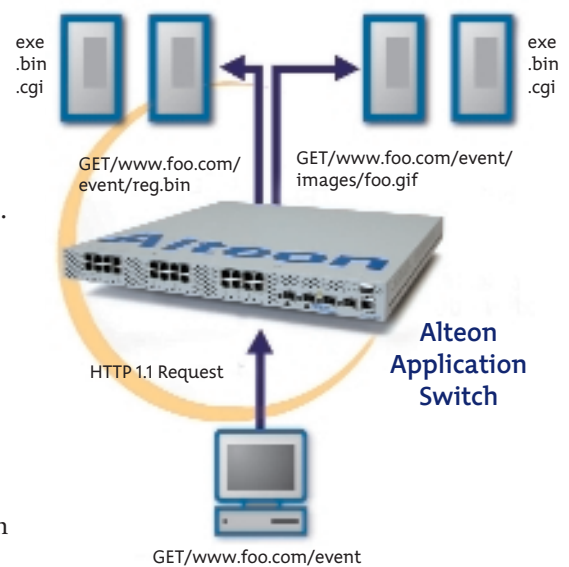 exe
.bin
.cgi
exe
.bin
.cgi
GET/www.foo.com/
event/reg.bin
GET/www.foo.com/event/
images/foo.gif
.
Alteon
Alteon
Application
Switch
HTTP 1.1 Request
n
GET/www.foo.com/event